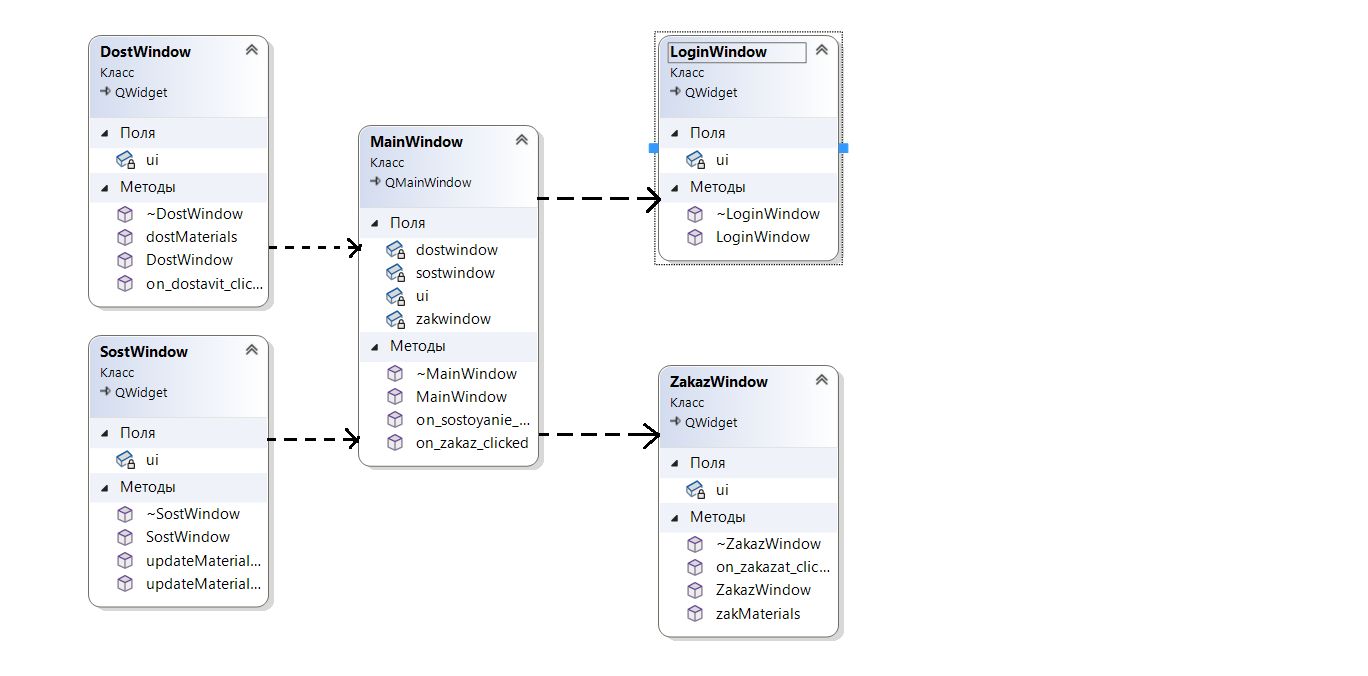 DostWindow
Класс
QWidget
Поля
ui
Методы
~DostWindow
dostMaterials
DostWindow
on_dostavit_clic...
SostWindow
Класс
QWidget
Поля
ui
Методы
~SostWindow
SostWindow
updateMaterial...
updateMaterial...
MainWindow
Класс
QMainWindow
Поля
dostwindow
sostwindow
ui
zakwindow
Методы
~MainWindow
MainWindow
on_sostoyanie_...
on_zakaz_clicked
LoginWindow
Класс
QWidget
Поля
ui
Методы
~LoginWindow
LoginWindow
ZakazWindow
Класс
QWidget
Поля
ui
Методы
~ZakazWindow
on_zakazat_clic...
ZakazWindow
zakMaterials